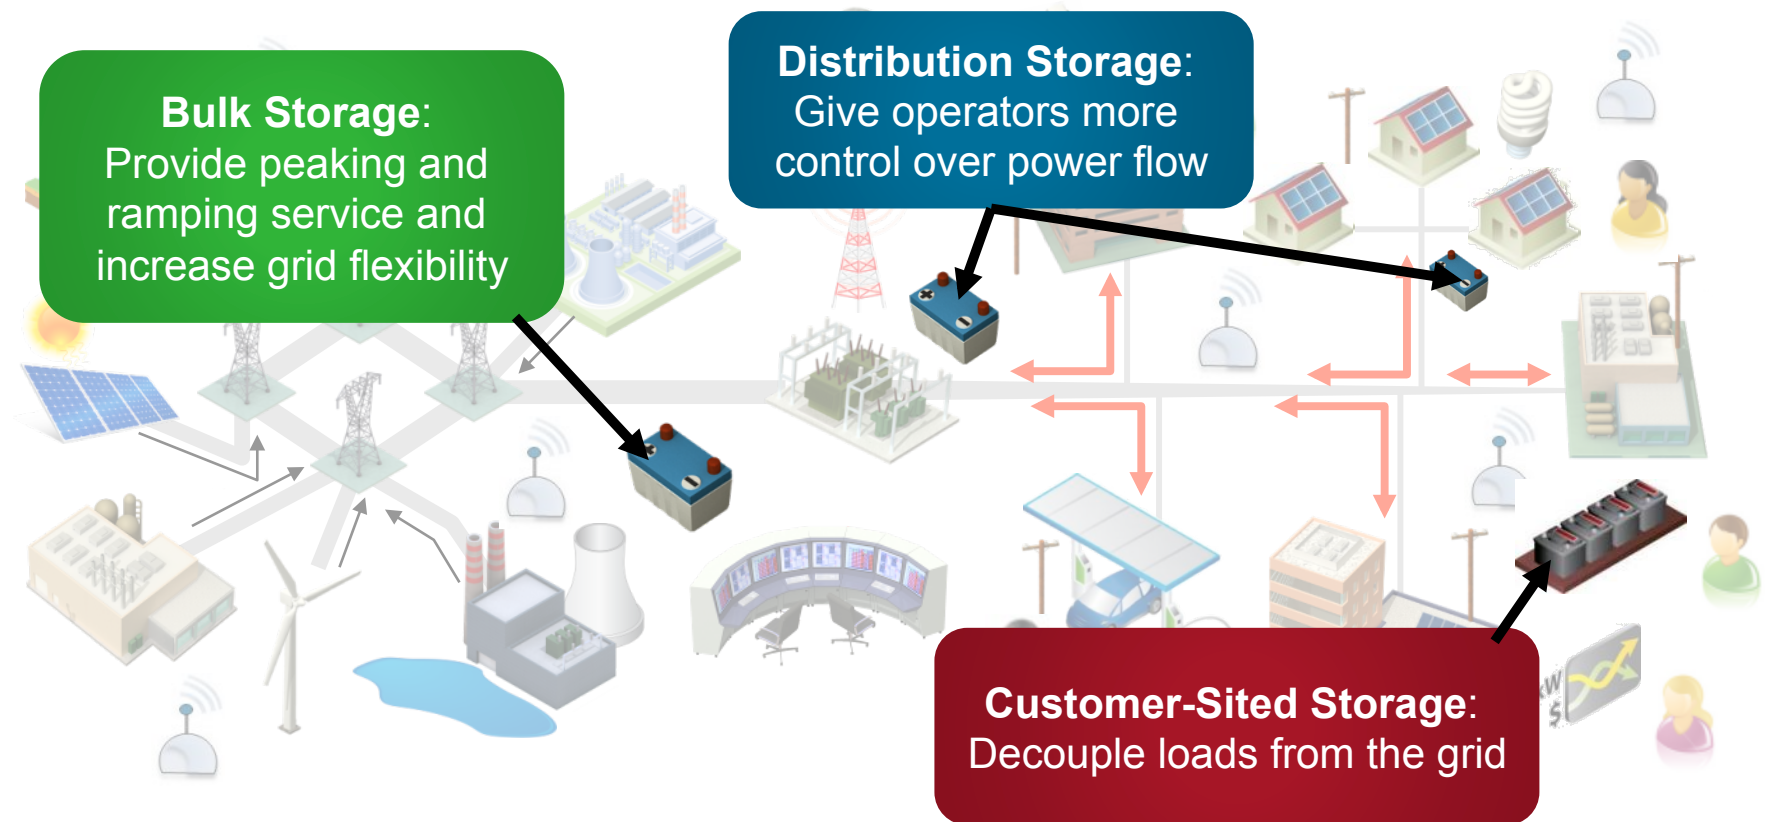 Bulk Storage:
Provide peaking and
ramping service and
increase grid flexibility
Distribution Storage:
Give operators more
control over power flow
Customer-Sited Storage:
Decouple loads from the grid
kW
$